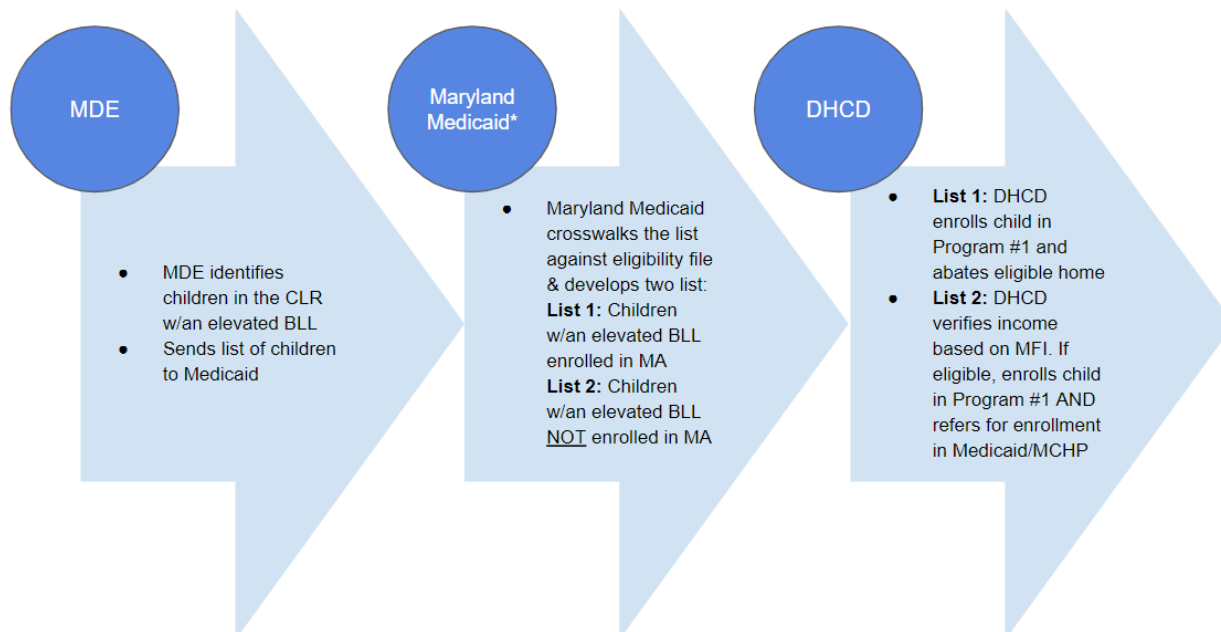 MDE
● MDE identifies
children in the CLR
w/an elevated BLL
● Sends list of children
to Medicaid
Maryland
Medicaid*
● Maryland Medicaid
crosswalks the list
against eligibility file
& develops two list:
List 1: Children
w/an elevated BLL
enrolled in MA
List 2: Children
w/an elevated BLL
NOT enrolled in MA
DHCD
● List 1: DHCD
enrolls child in
Program #1 and
abates eligible home
● List 2: DHCD
verifies income
based on MFI. If
eligible, enrolls child
in Program #1 AND
refers for enrollment
in Medicaid/MCHP